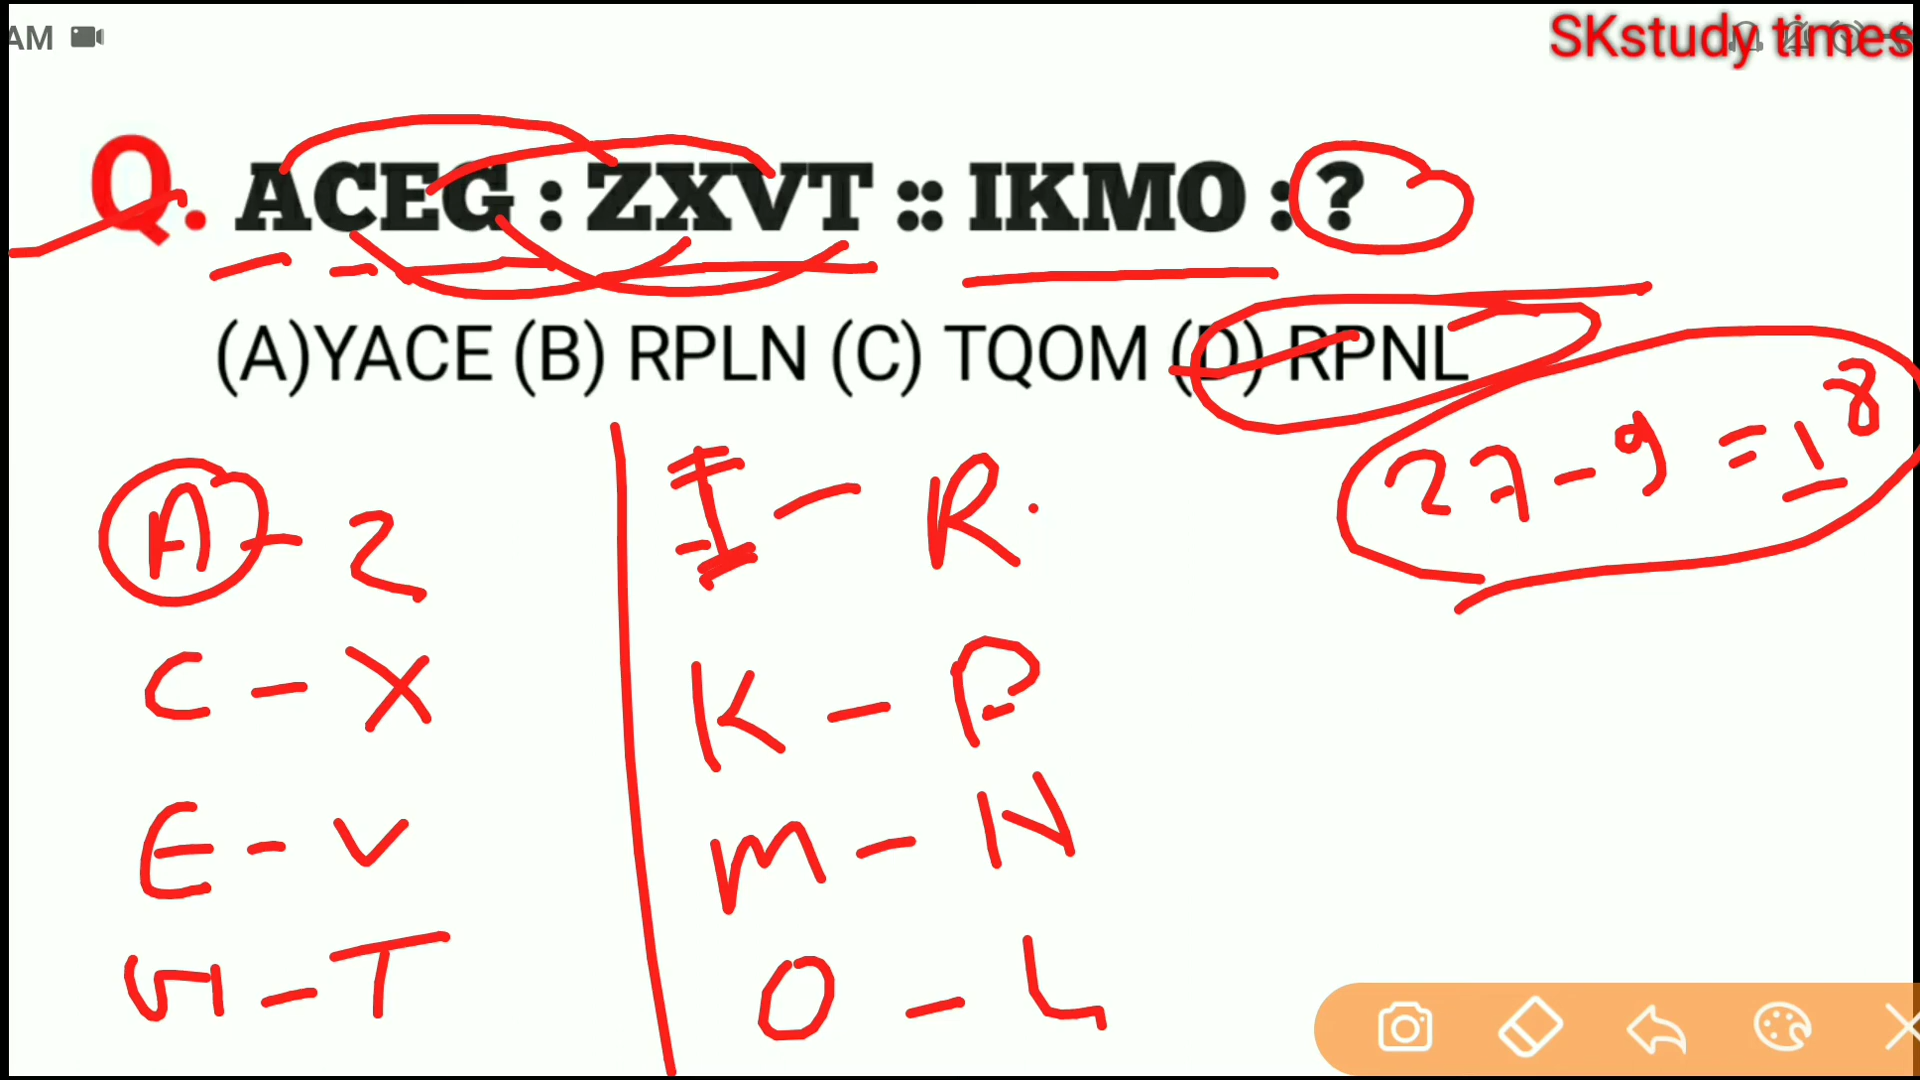 AM
SKstudy times
Q. ACEG : ZXVT :: IKMO : ?
(A)YACE (B) RPLN (C) TQOM (D) RPNL
27-9=18
A-Z I-R
C-X K-P
E-V M-N
G-T O-L